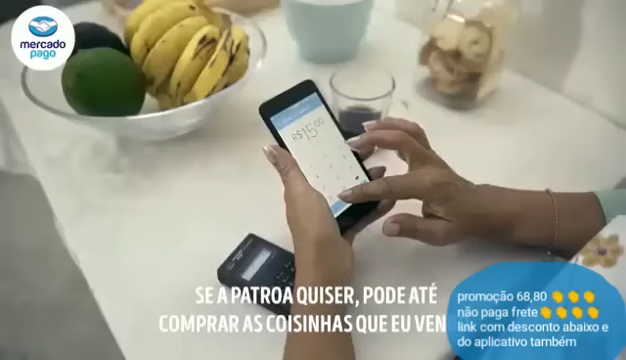 mercado
pago
R$15,00
SE A PATROA QUISER, PODE ATÉ
COMPRAR AS COISINHAS QUE EU VEN
promoção 68,80 👏👏👏
não paga frete👏👏👏👏
link com desconto abaixo e
do aplicativo também